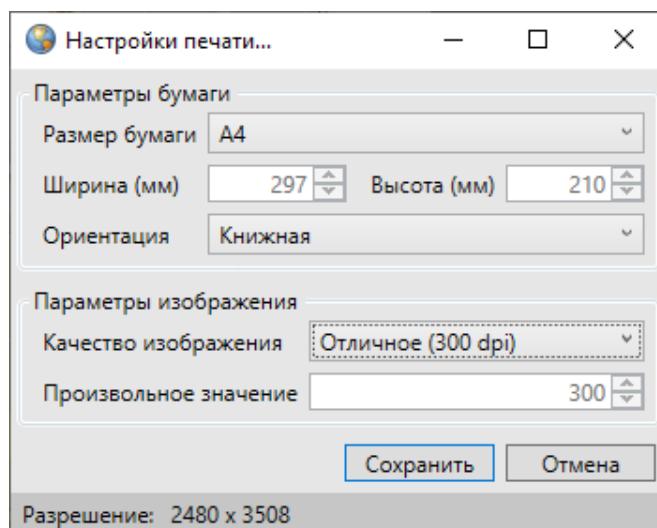 Настройки печати...
Параметры бумаги
Размер бумаги A4
Ширина (мм) 297 Высота (мм) 210
Ориентация Книжная
Параметры изображения
Качество изображения Отличное (300 dpi)
Произвольное значение 300
Сохранить Отмена
Разрешение: 2480 x 3508